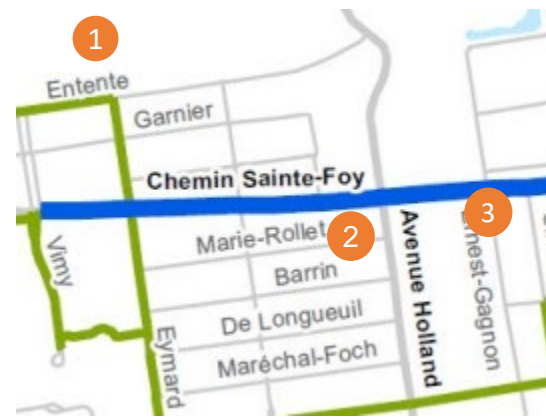 1
Entente
Garnier
Chemin Sainte-Foy
Marie-Rollet
2
3
Vimy
Barrin
Avenue Holland
Ernest-Gagnon
De Longueuil
Eymard
Maréchal-Foch